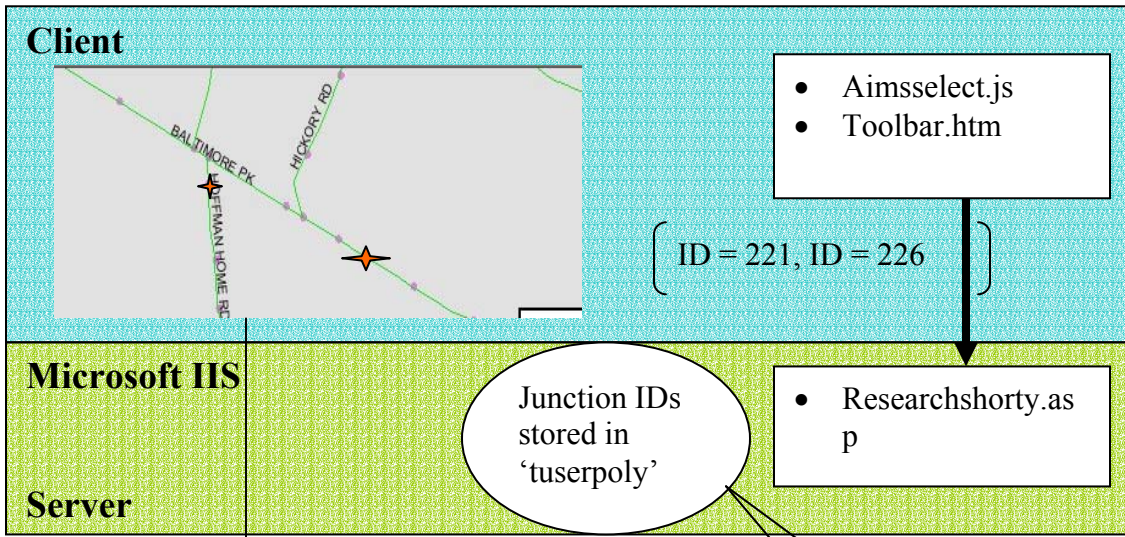 Client
BALTIMORE PK
HICKORY RD
HOFFMAN HOME RD
• Aimsselect.js
• Toolbar.htm
ID = 221, ID = 226
Microsoft IIS
Server
Junction IDs
stored in
‘tuserpoly’
• Researchshorty.as
p